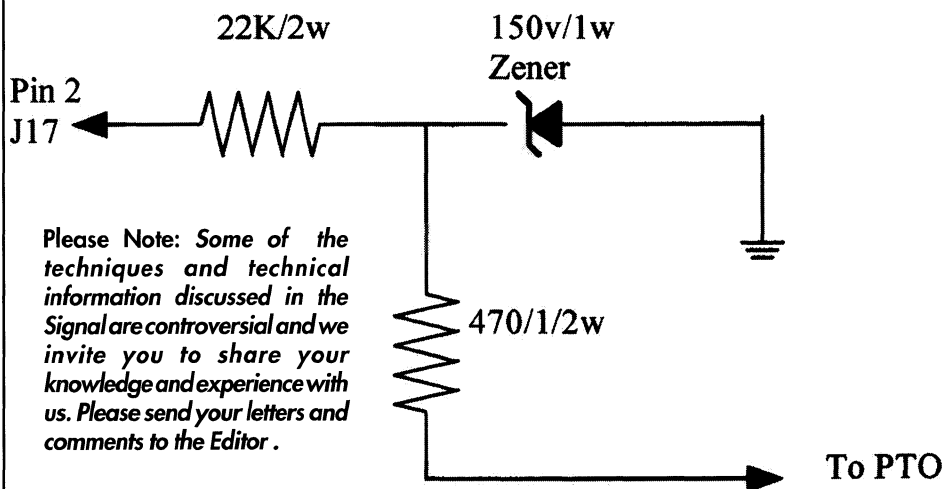 22K/2w
150v/1w
Zener
Pin 2
J17
Please Note: Some of the
techniques and technical
information discussed in the
Signal are controversial and we
invite you to share your
knowledge and experience with
us. Please send your letters and
comments to the Editor .
470/1/2w
To PTO